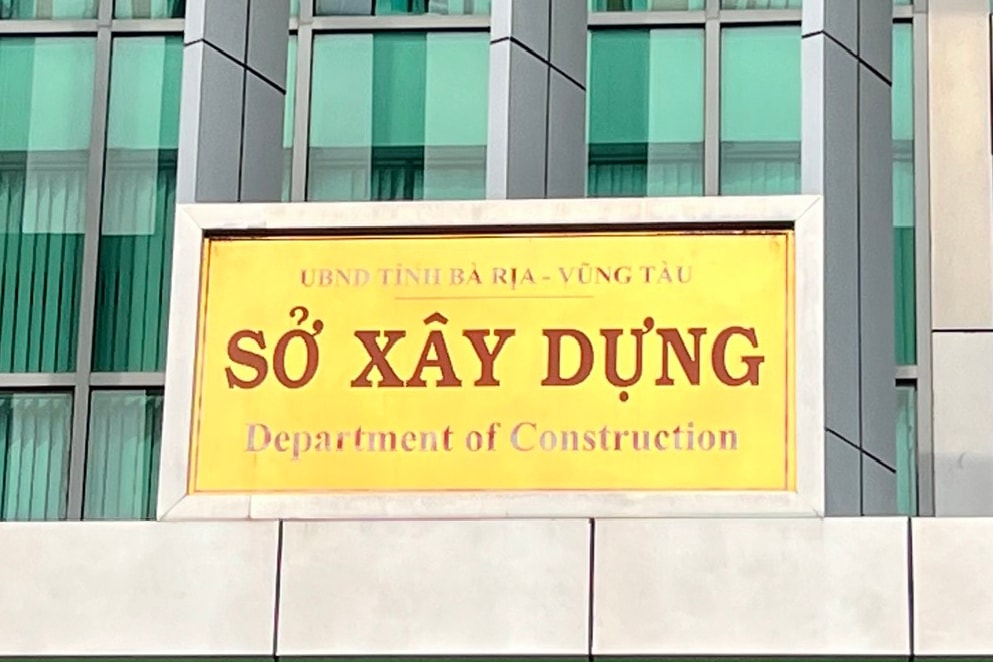 UBND TỈNH BÀ RỊA - VŨNG TÀU
SỞ XÂY DỰNG
Department of Construction